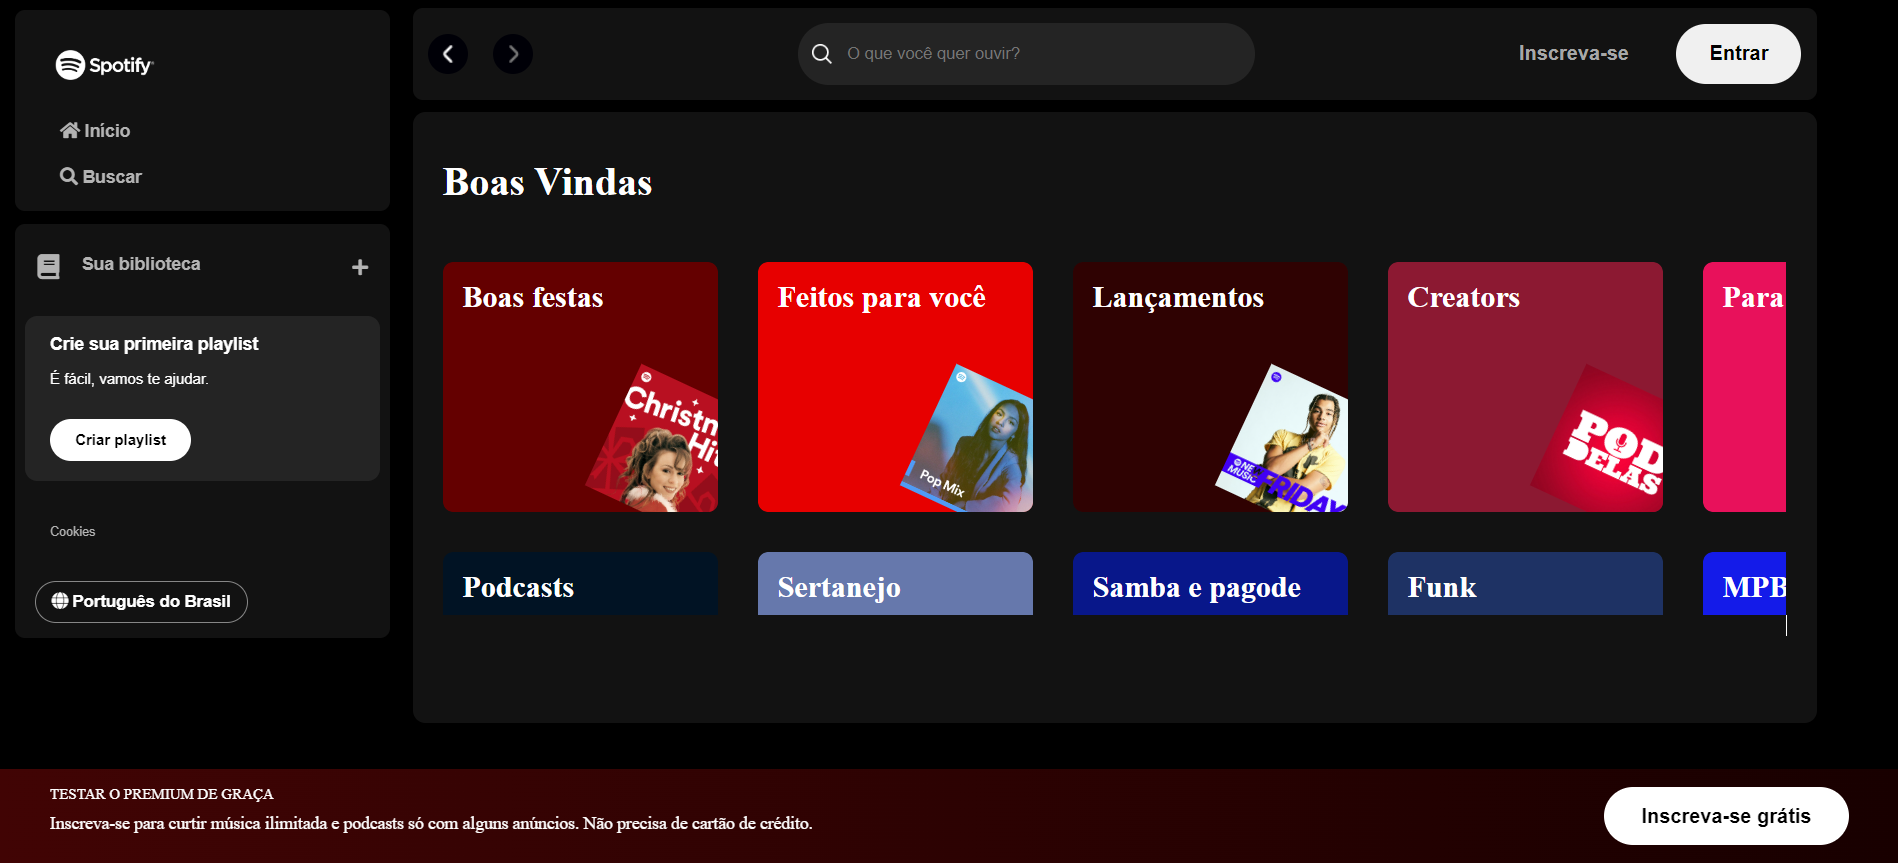 Spotify
Início
Buscar
Sua biblioteca
Crie sua primeira playlist
É fácil, vamos te ajudar.
Criar playlist
Cookies
Português do Brasil
O que você quer ouvir?
Inscreva-se
Entrar
Boas Vindas
Boas festas
Christm
Hi
Feitos para você
Pop Mix
Lançamentos
NE
MUSIC
FRIDAY
Creators
POD
DELAS
Para
Podcasts
Sertanejo
Samba e pagode
Funk
MPB
TESTAR O PREMIUM DE GRAÇA
Inscreva-se para curtir música ilimitada e podcasts só com alguns anúncios. Não precisa de cartão de crédito.
Inscreva-se grátis